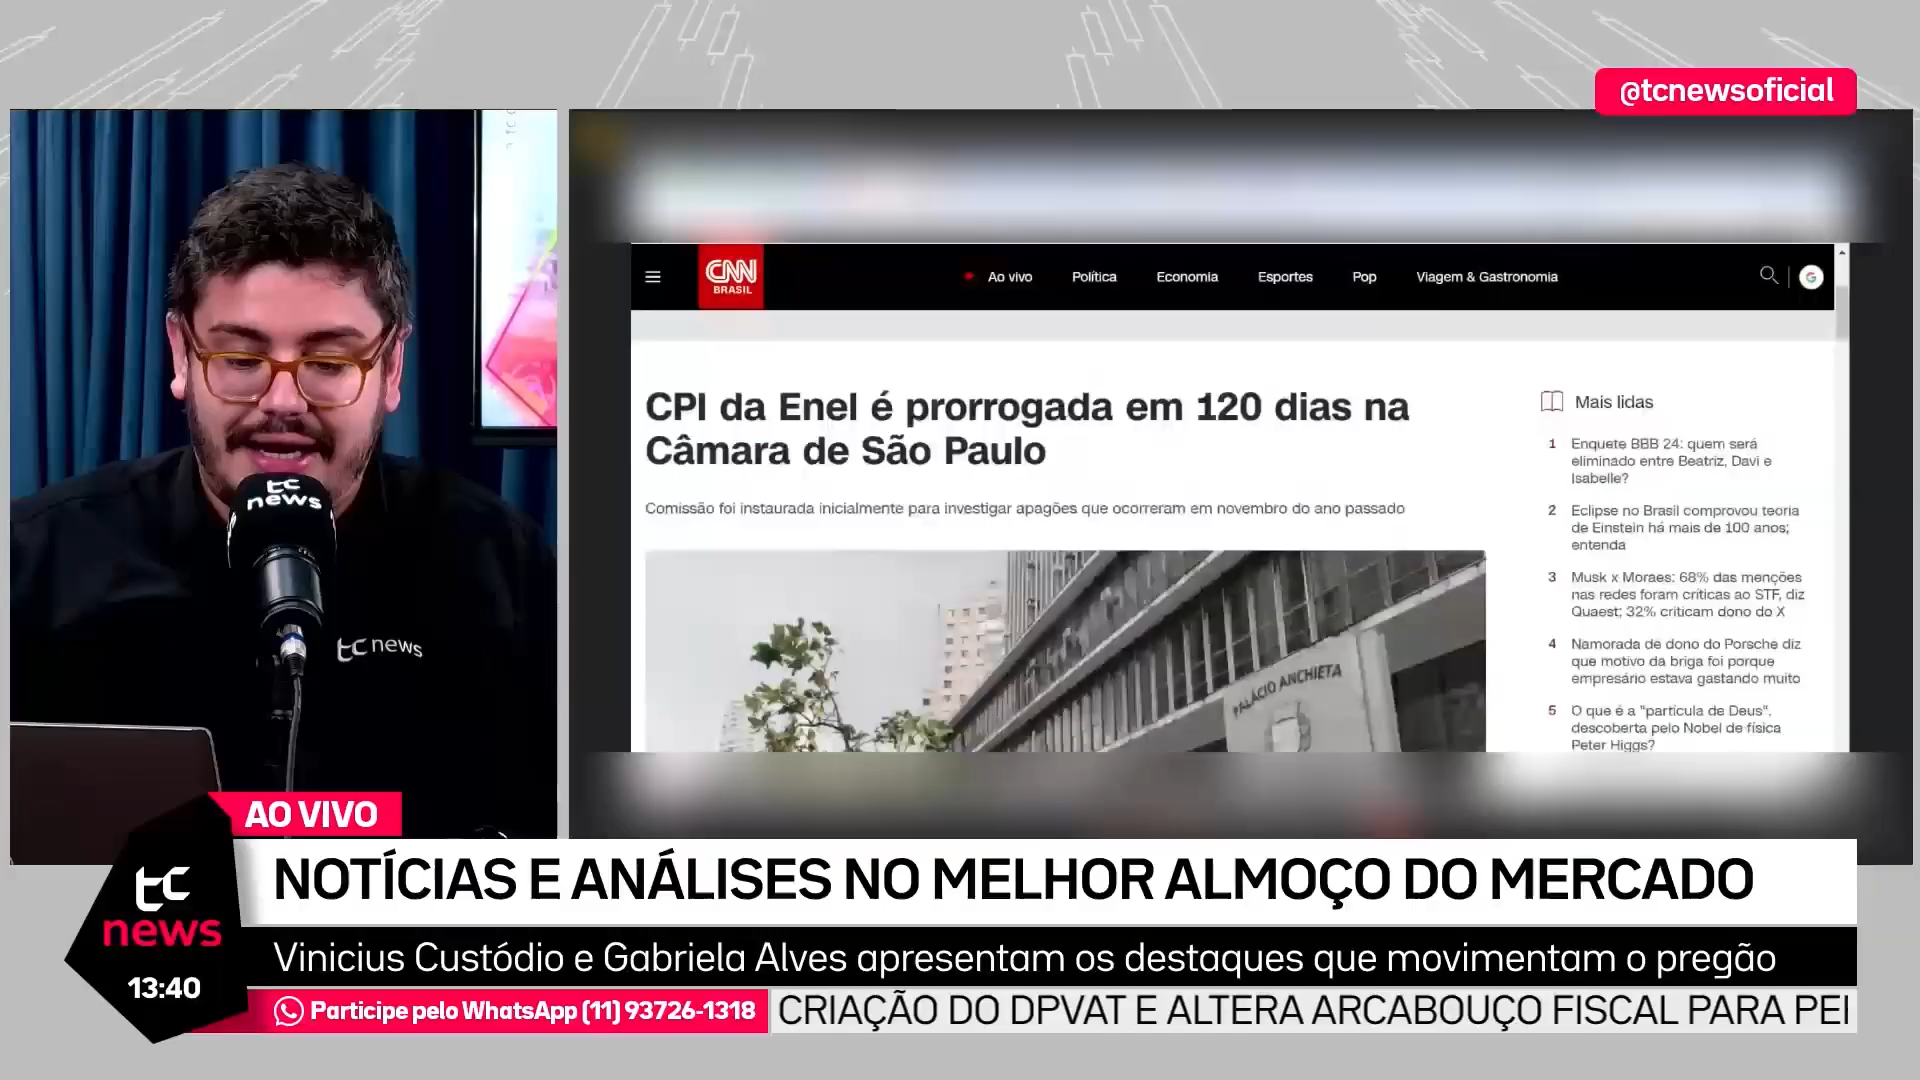 @tcnewsoficial
CNN
BRASIL
Ao vivo
Política
Economia
Esportes
Pop
Viagem & Gastronomia
G
CPI da Enel é prorrogada em 120 dias na
Câmara de São Paulo
Comissão foi instaurada inicialmente para investigar apagões que ocorreram em novembro do ano passado
PALÁCIO ANCHIETA
Mais lidas
1 Enquete BBB 24: quem será
eliminado entre Beatriz, Davi e
Isabelle?
2 Eclipse no Brasil comprovou teoria
de Einstein há mais de 100 anos;
entenda
3 Musk x Moraes: 68% das menções
nas redes foram críticas ao STF, diz
Quaest; 32% criticam dono do X
4 Namorada de dono do Porsche diz
que motivo da briga foi porque
empresário estava gastando muito
5 O que é a "partícula de Deus",
descoberta pelo Nobel de física
Peter Higgs?
tc
news
tc news
AO VIVO
NOTÍCIAS E ANÁLISES NO MELHOR ALMOÇO DO MERCADO
Vinicius Custódio e Gabriela Alves apresentam os destaques que movimentam o pregão
tc
news
13:40
Participe pelo WhatsApp (11) 93726-1318
CRIAÇÃO DO DPVAT E ALTERA ARCABOUÇO FISCAL PARA PEI